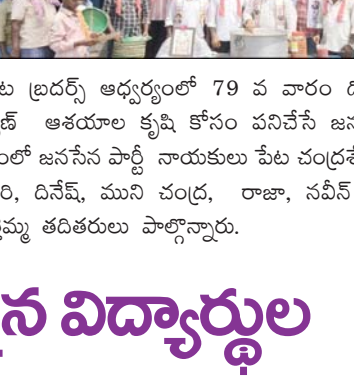 ట బ్రదర్స్ ఆధ్వర్యంలో 79 వ వారం
ణ్ ఆశయాల కృషి కోసం పనిచేసే జన
ంలో జనసేన పార్టీ నాయకులు పేట చంద్రశే
రి, దినేష్, ముని చంద్ర, రాజా, నవీన్
మ్మ తదితరులు పాల్గొన్నారు.
న విద్యార్థుల